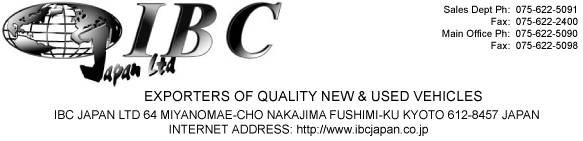 IBC
Japan Ltd
Sales Dept Ph: 075-622-5091
Fax: 075-622-2400
Main Office Ph: 075-622-5090
Fax: 075-622-5098
EXPORTERS OF QUALITY NEW & USED VEHICLES
IBC JAPAN LTD 64 MIYANOMAE-CHO NAKAJIMA FUSHIMI-KU KYOTO 612-8457 JAPAN
INTERNET ADDRESS: http://www.ibcjapan.co.jp